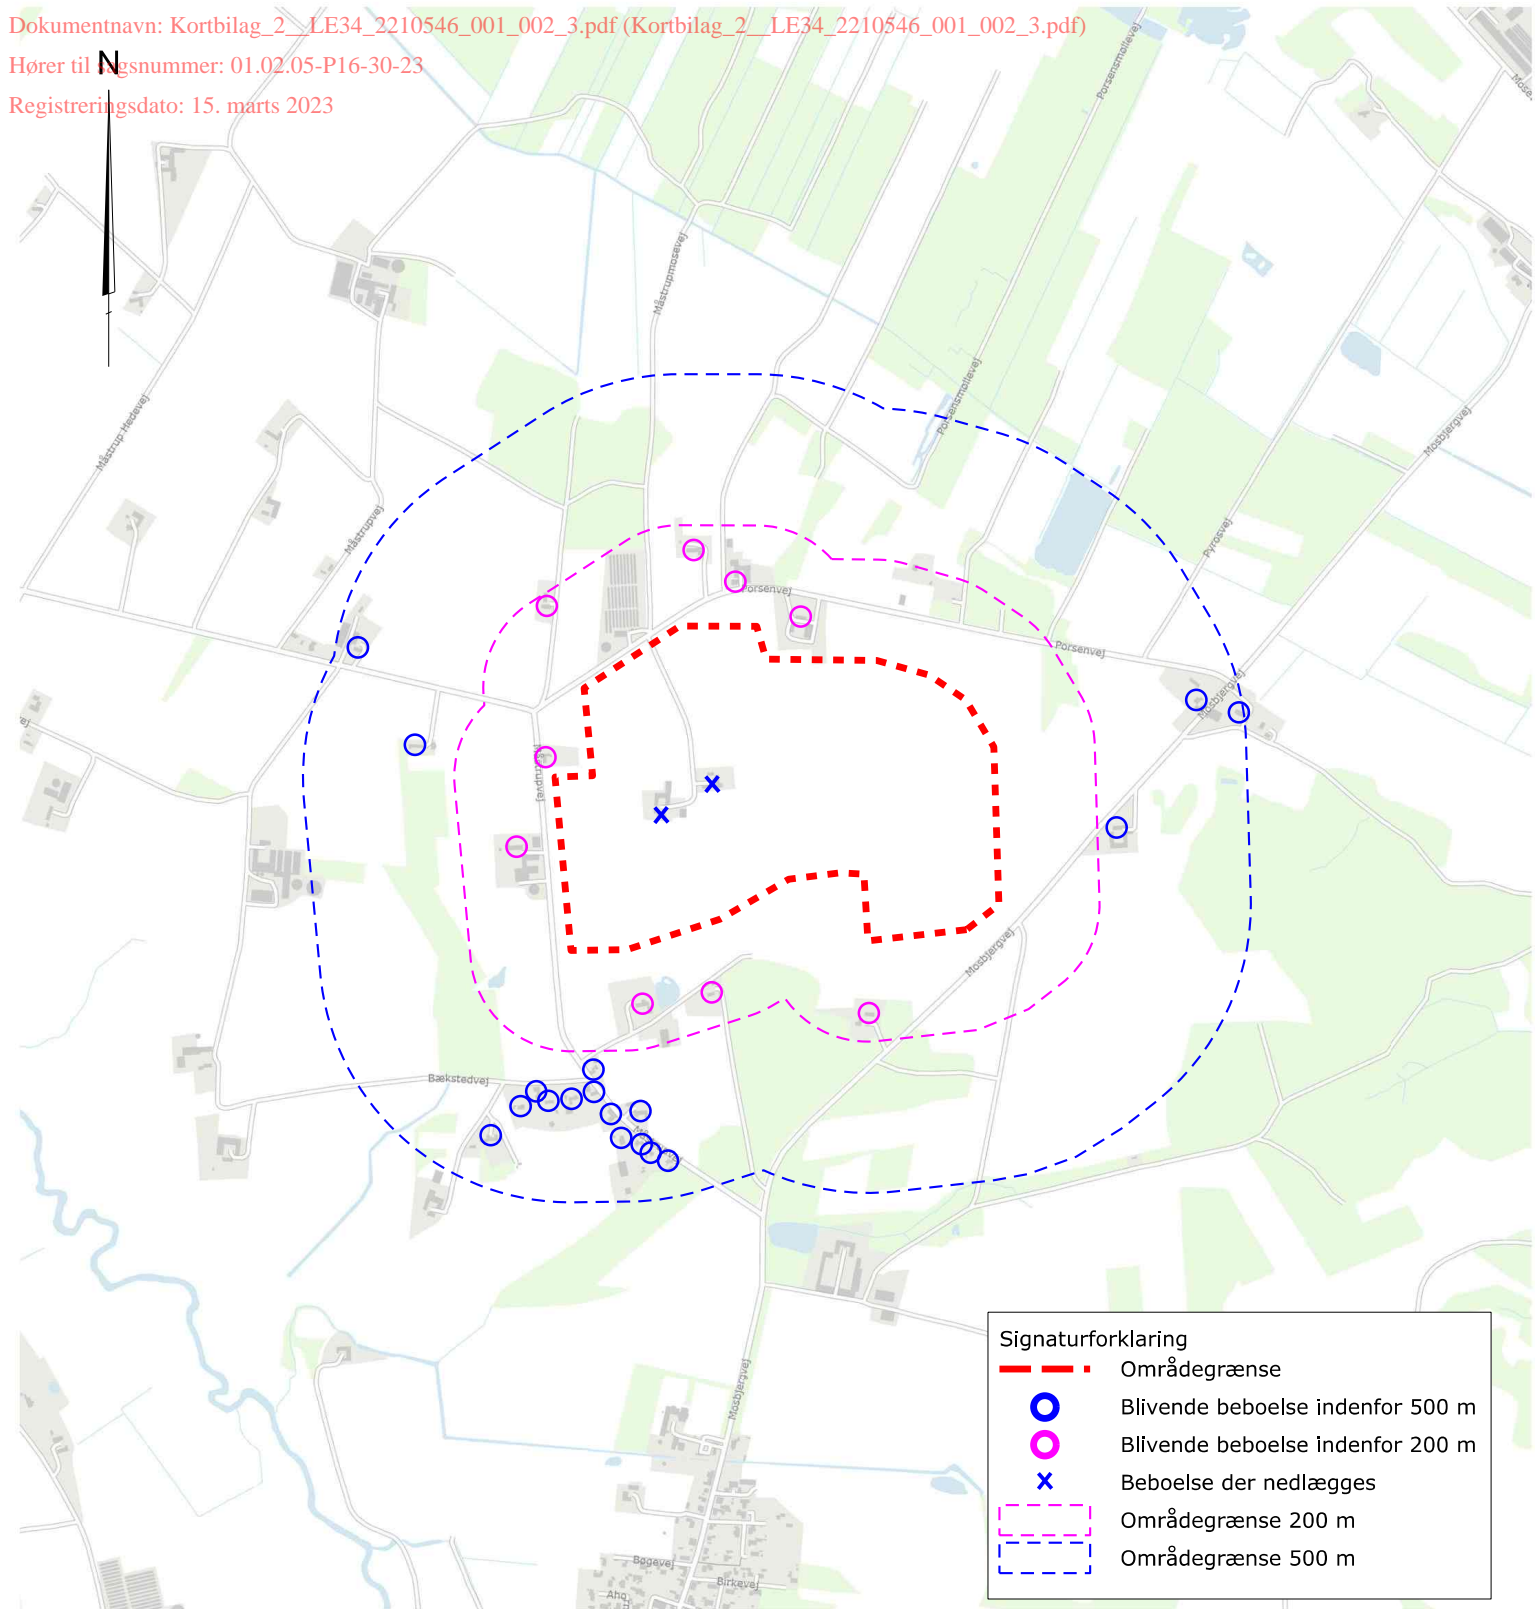 Dokumentnavn: Kortbilag_2__LE34_2210546_001_002_3.pdf (Kortbilag_2__LE34_2210546_001_002_3.pdf)
Hører til sagsnummer: 01.02.05-P16-30-23
Registreringsdato: 15. marts 2023
N
Porsensmøllevej
Måstrupmosevej
Porsensmøllevej
Måstrup Hedevej
Måstrupvej
Mosbjergvej
Pyrosvej
Porsenvej
Porsenvej
Mosbjergvej
Måstrupvej
Mosbjergvej
Bækstedvej
Mosbjergvej
Bøgevej
Birkevej
Signaturforklaring
Områdegrænse
Blivende beboelse indenfor 500 m
Blivende beboelse indenfor 200 m
Beboelse der nedlægges
Områdegrænse 200 m
Områdegrænse 500 m